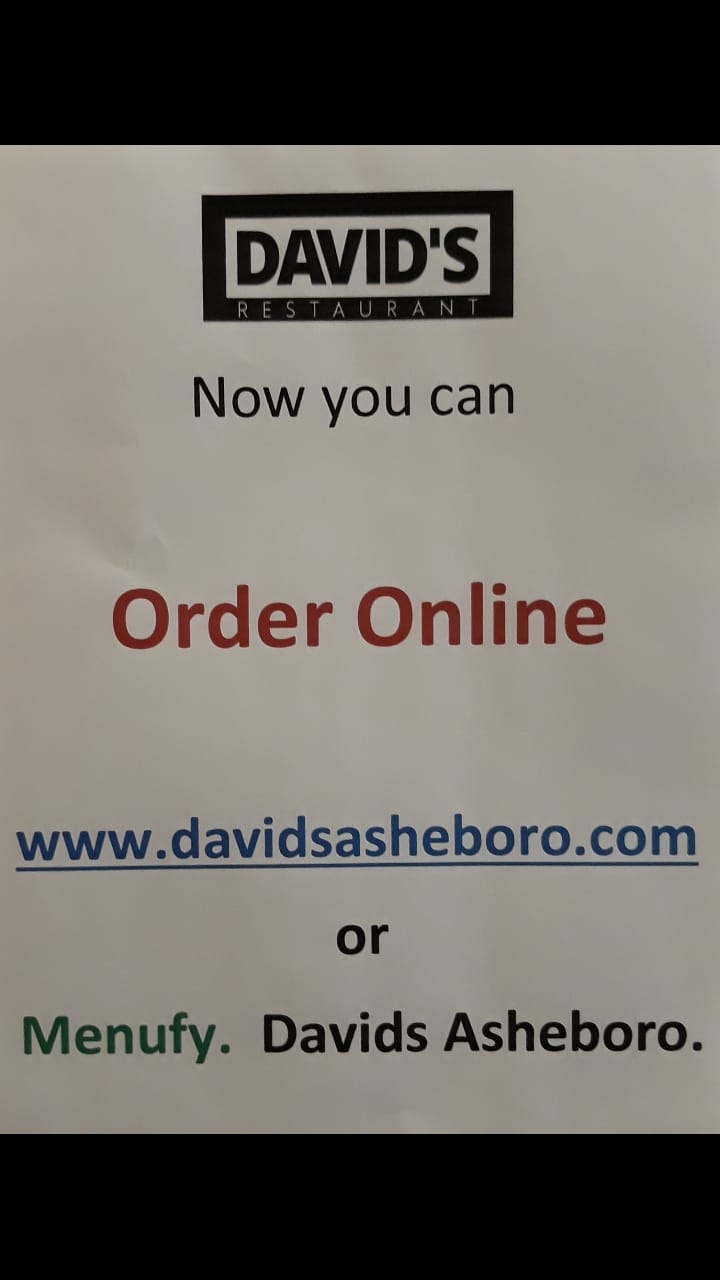 DAVID'S
RESTAURANT
Now you can
Order Online
www.davidsasheboro.com
or
Menufy. Davids Asheboro.